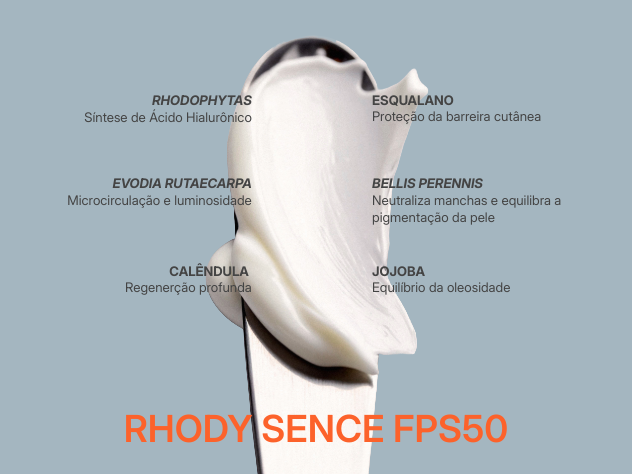 RHODOPHYTAS
Síntese de Ácido Hialurônico
ESQUALANO
Proteção da barreira cutânea
EVODIA RUTAECARPA
Microcirculação e luminosidade
BELLIS PERENNIS
Neutraliza manchas e equilibra a
pigmentação da pele
CALÊNDULA
Regenerção profunda
JOJOBA
Equilíbrio da oleosidade
RHODY SENCE FPS50